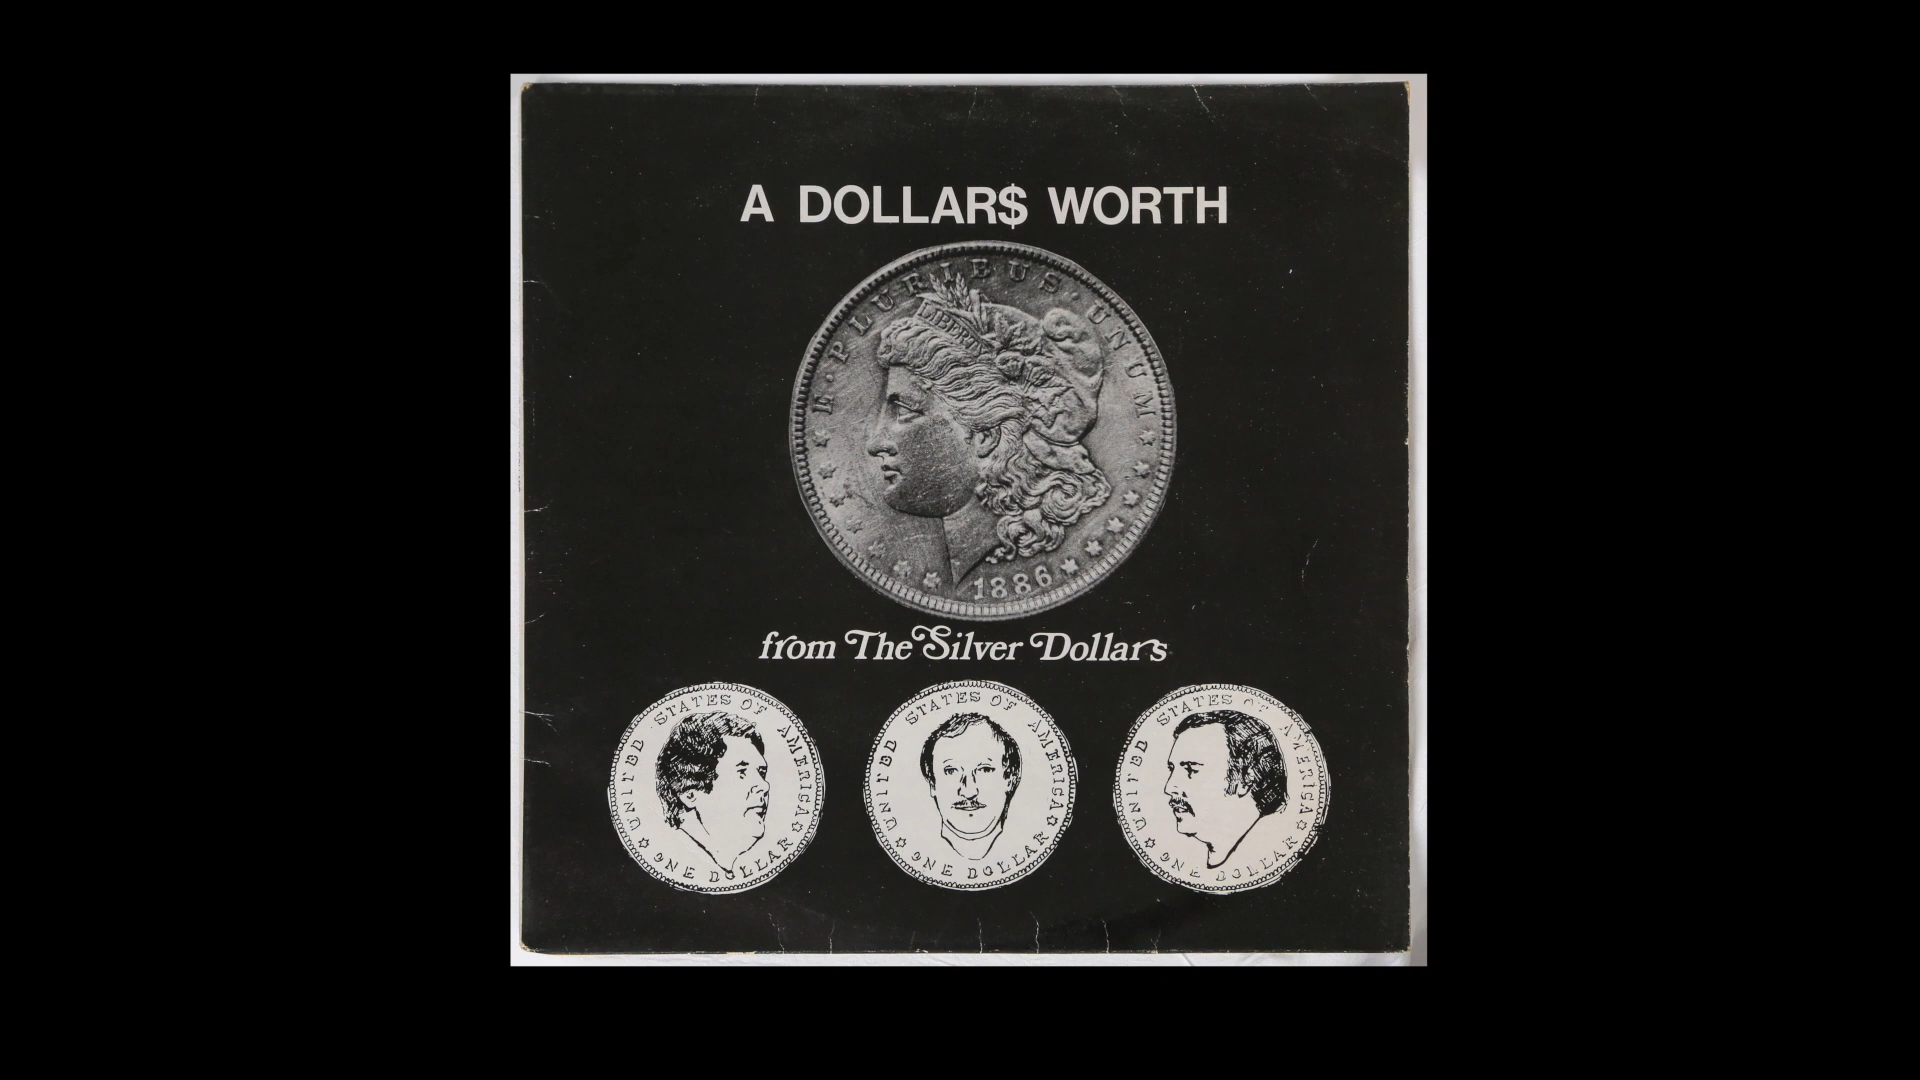 A DOLLAR$ WORTH
E·PLURIBUS·UNUM
LIBERTY
1886
from The Silver Dollars
UNITED STATES OF AMERICA
ONE DOLLAR
UNITED STATES OF AMERICA
ONE DOLLAR
UNITED STATES OF AMERICA
ONE DOLLAR